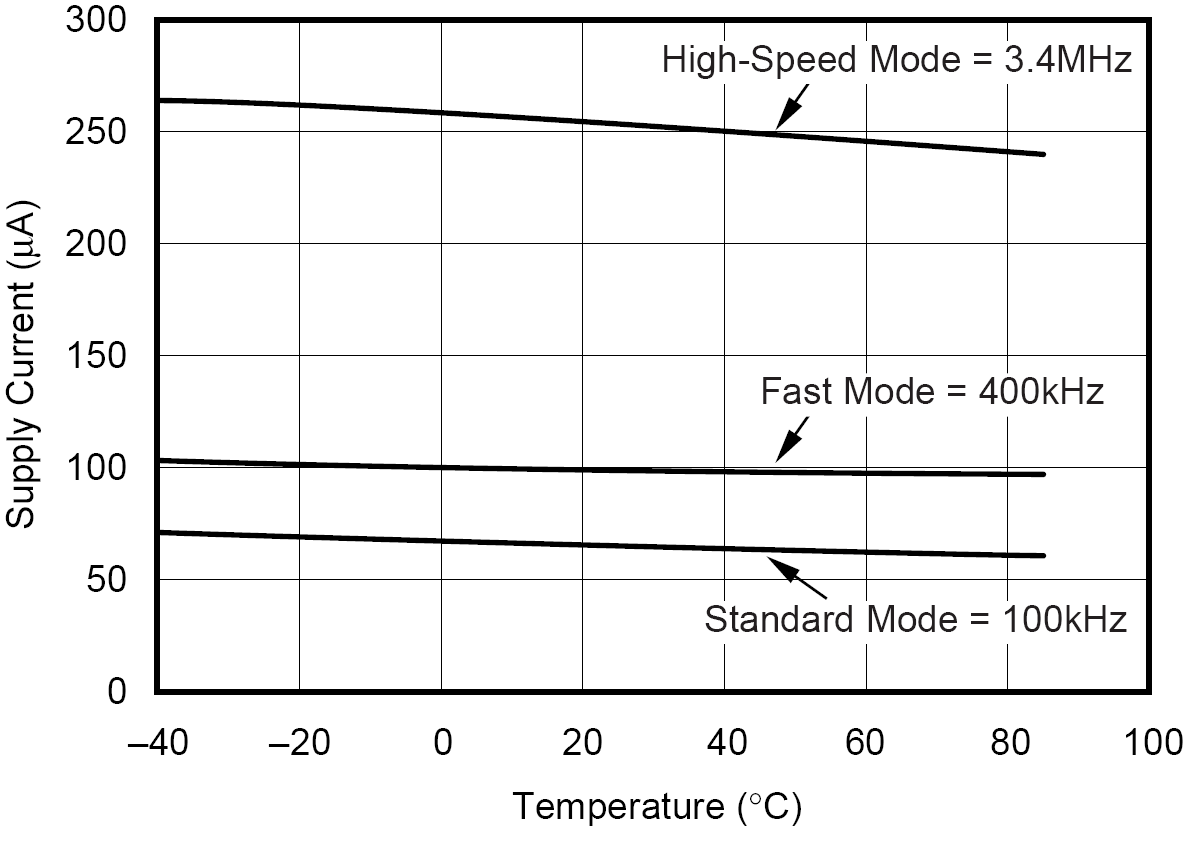 300
High-Speed Mode = 3.4MHz
250
200
150
Fast Mode = 400kHz
100
50
Standard Mode = 100kHz
0
–40 –20 0 20 40 60 80 100
Temperature (°C)
Supply Current (μA)